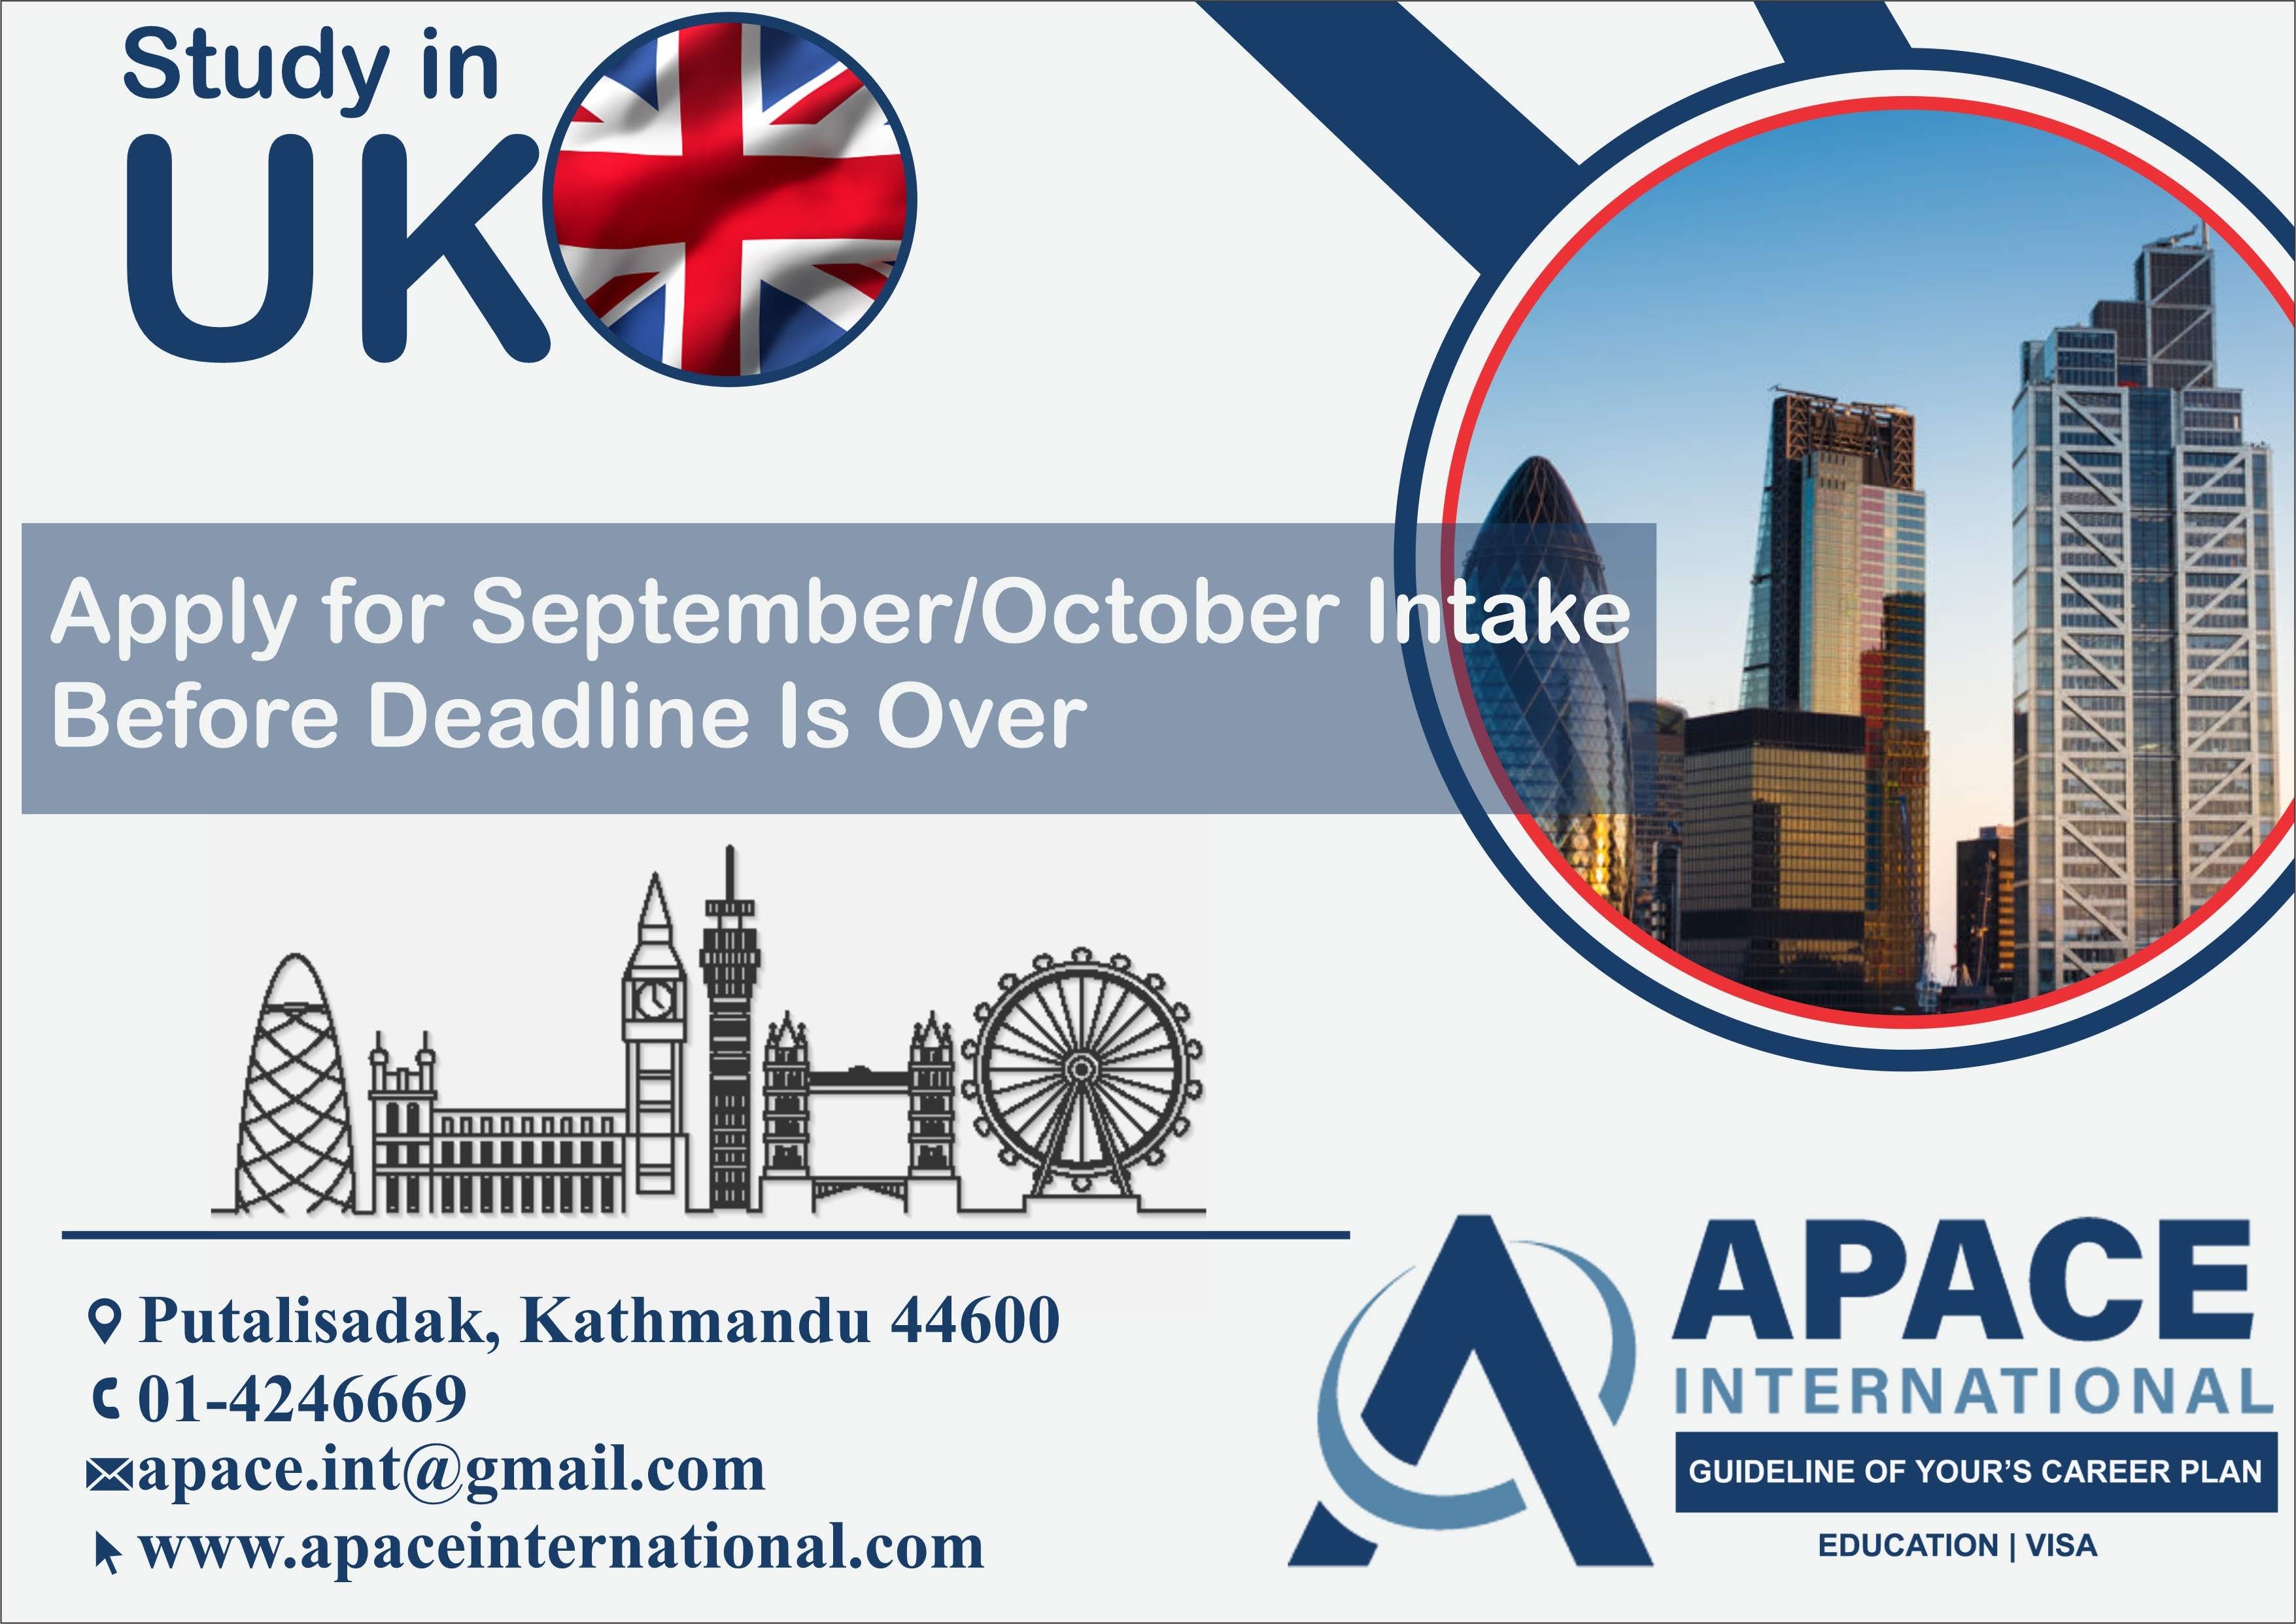 Study in
UK
Apply for September/October Intake
Before Deadline Is Over
Putalisadak, Kathmandu 44600
01-4246669
apace.int@gmail.com
www.apaceinternational.com
APACE
INTERNATIONAL
GUIDELINE OF YOUR'S CAREER PLAN
EDUCATION | VISA